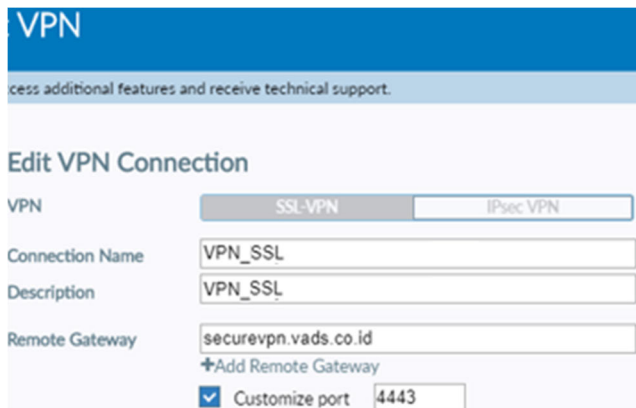 VPN
cess additional features and receive technical support.
Edit VPN Connection
VPN SSL-VPN IPsec VPN
Connection Name VPN_SSL
Description VPN_SSL
Remote Gateway securevpn.vads.co.id
+Add Remote Gateway
Customize port 4443